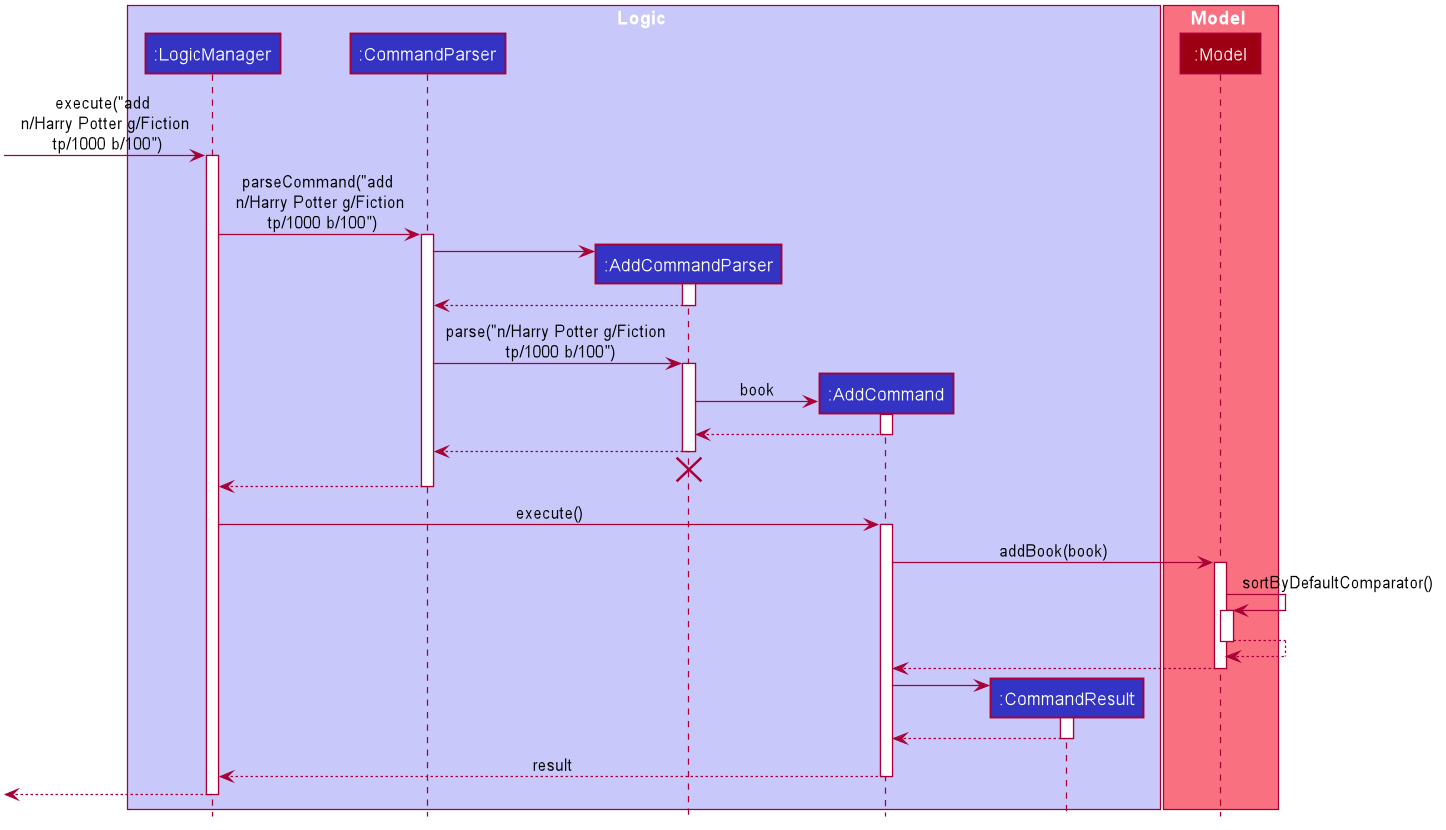 Logic
Model
:LogicManager
:CommandParser
:Model
execute("add
n/Harry Potter g/Fiction
tp/1000 b/100")
parseCommand("add
n/Harry Potter g/Fiction
tp/1000 b/100")
:AddCommandParser
parse("n/Harry Potter g/Fiction
tp/1000 b/100")
book
:AddCommand
execute()
addBook(book)
sortByDefaultComparator()
:CommandResult
result